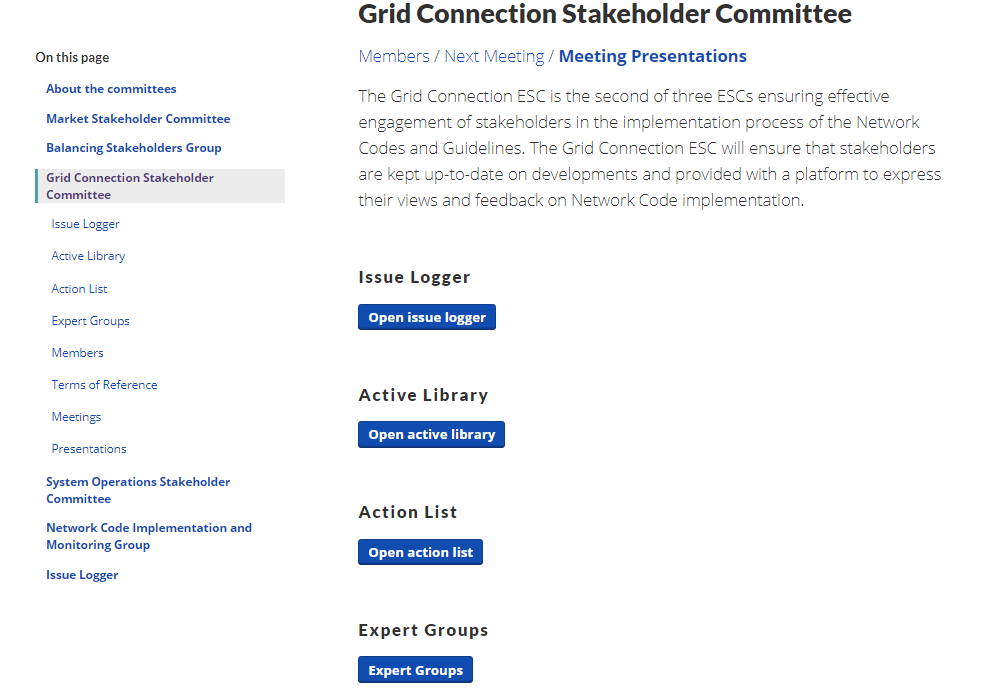 On this page
About the committees
Market Stakeholder Committee
Balancing Stakeholders Group
Grid Connection Stakeholder
Committee
Issue Logger
Active Library
Action List
Expert Groups
Members
Terms of Reference
Meetings
Presentations
System Operations Stakeholder
Committee
Network Code Implementation and
Monitoring Group
Issue Logger
Grid Connection Stakeholder Committee
Members / Next Meeting / Meeting Presentations
The Grid Connection ESC is the second of three ESCs ensuring effective
engagement of stakeholders in the implementation process of the Network
Codes and Guidelines. The Grid Connection ESC will ensure that stakeholders
are kept up-to-date on developments and provided with a platform to express
their views and feedback on Network Code implementation.
Issue Logger
Open issue logger
Active Library
Open active library
Action List
Open action list
Expert Groups
Expert Groups